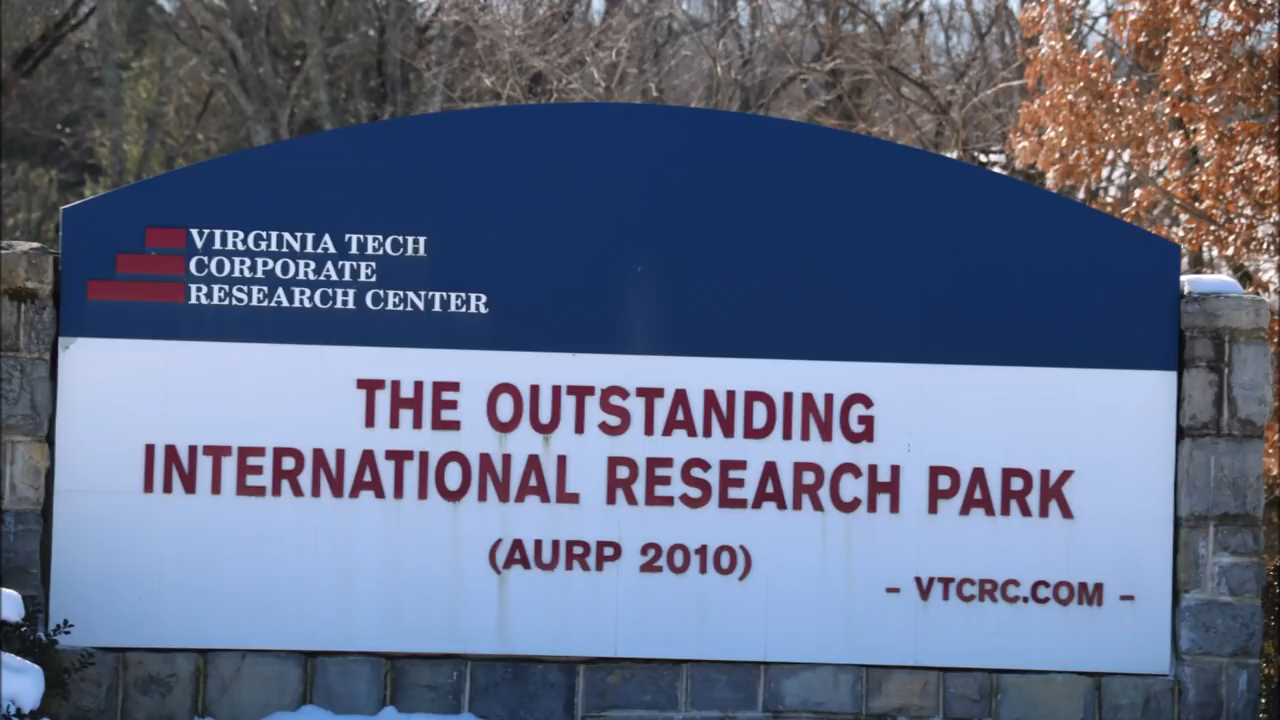 VIRGINIA TECH
CORPORATE
RESEARCH CENTER
THE OUTSTANDING
INTERNATIONAL RESEARCH PARK
(AURP 2010)
- VTCRC.COM -